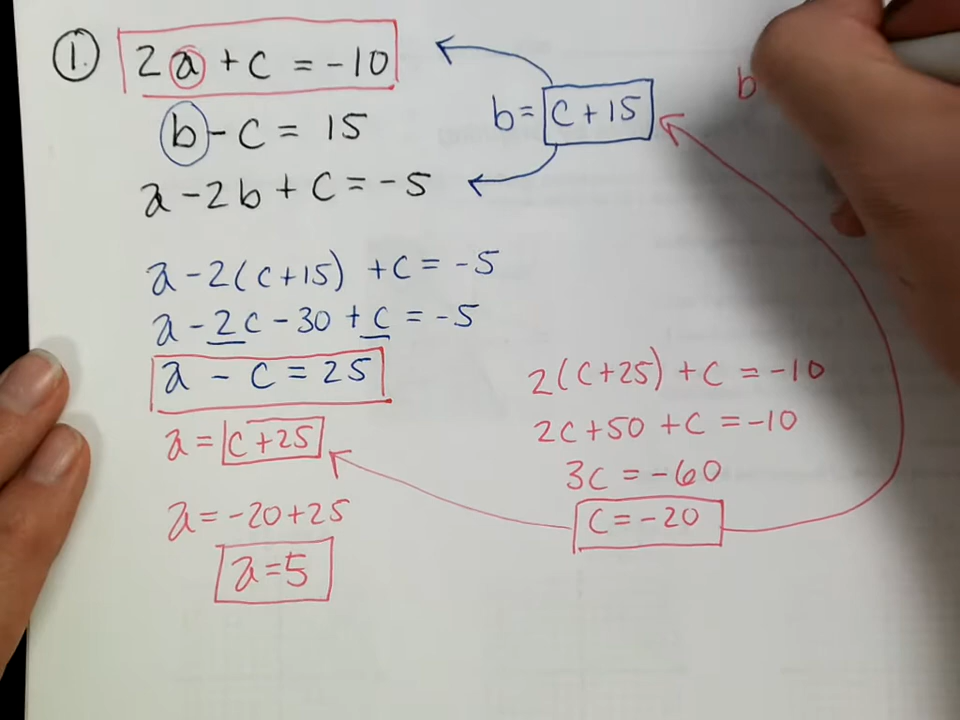 1. 2a + c = -10
b - c = 15
a - 2b + c = -5
b = c + 15
b
a - 2(c+15) + c = -5
a - 2c - 30 + c = -5
a - c = 25
a = c + 25
a = -20 + 25
a = 5
2(c+25) + c = -10
2c + 50 + c = -10
3c = -60
c = -20